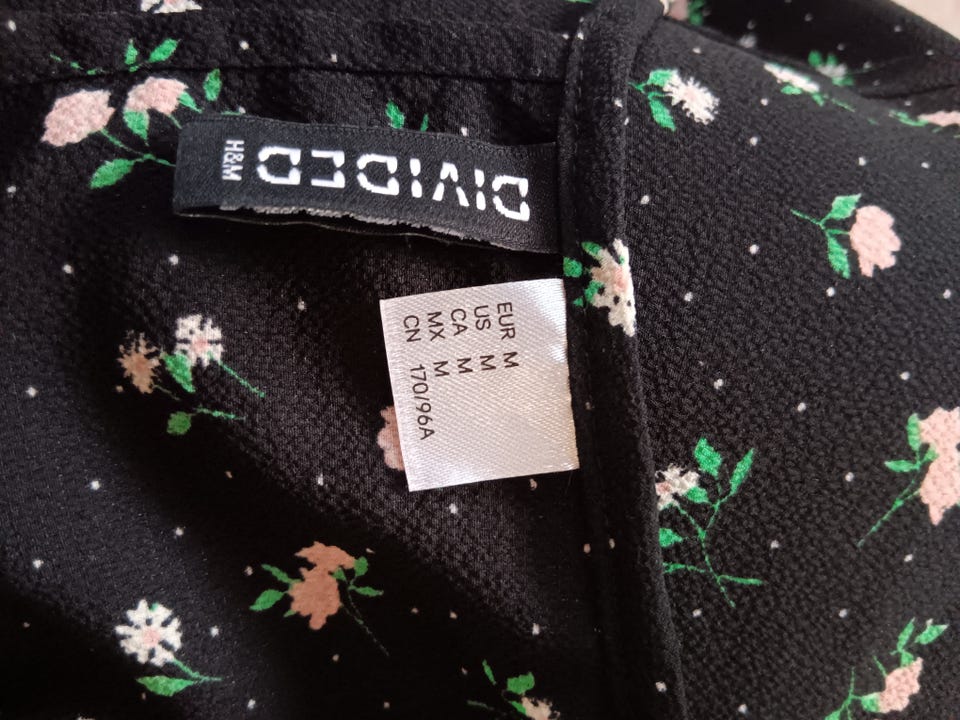 DIVIDED
H&M
EUR M
US M
CA M
MX M
CN 170/96A